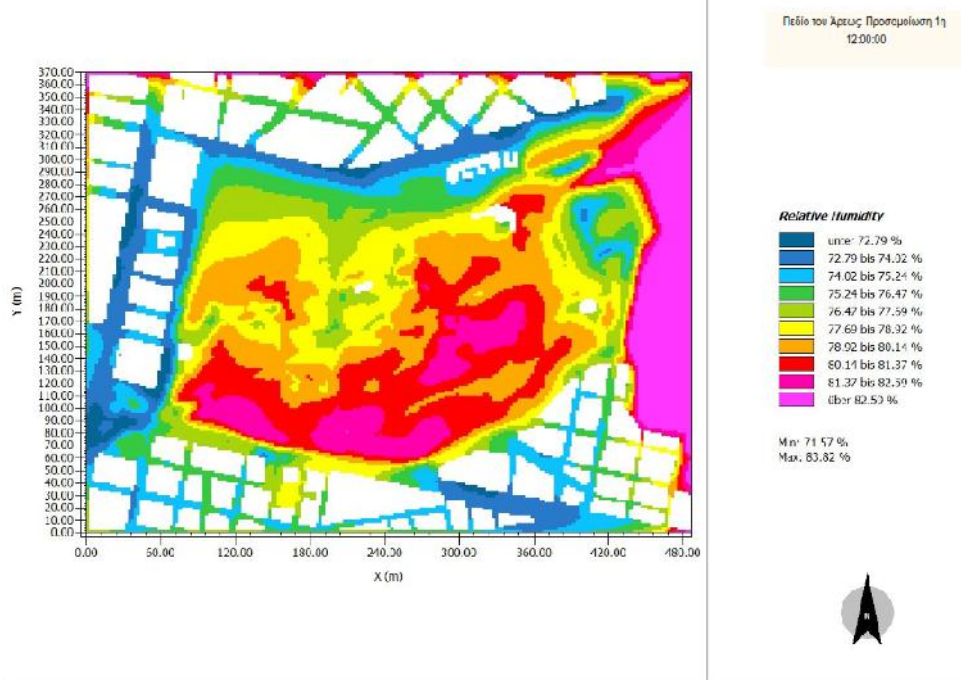 Πεδίο του Άρεως: Προσομοίωση 1η
12:00:00
370.00
360.00
350.00
340.00
330.00
320.00
310.00
300.00
290.00
280.00
270.00
260.00
250.00
240.00
230.00
220.00
210.00
200.00
190.00
180.00
170.00
160.00
150.00
140.00
130.00
120.00
110.00
100.00
90.00
80.00
70.00
60.00
50.00
40.00
30.00
20.00
10.00
0.00
Y (m)
0.00 60.00 120.00 180.00 240.00 300.00 360.00 420.00 480.00
X (m)
Relative Humidity
unter 72.79 %
72.79 bis 74.02 %
74.02 bis 75.24 %
75.24 bis 76.47 %
76.47 bis 77.69 %
77.69 bis 78.92 %
78.92 bis 80.14 %
80.14 bis 81.37 %
81.37 bis 82.59 %
über 82.59 %
Min: 71.57 %
Max: 83.82 %
N